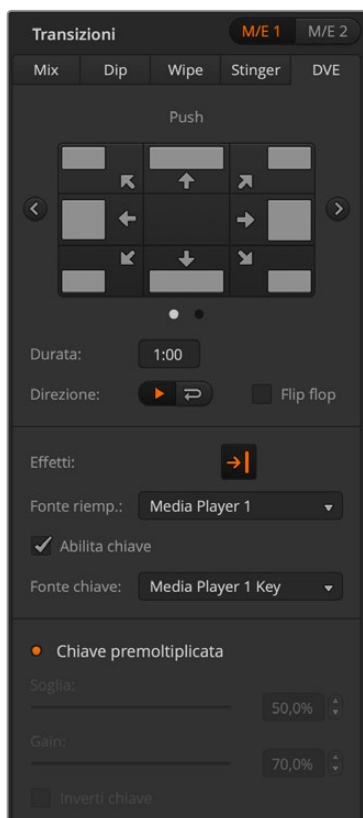 Transizioni M/E 1 M/E 2
Mix Dip Wipe Stinger DVE
Push
Durata: 1:00
Direzione: Flip flop
Effetti:
Fonte riemp.: Media Player 1
Abilita chiave
Fonte chiave: Media Player 1 Key
Chiave premoltiplicata
Soglia:
50,0%
Gain:
70,0%
Inverti chiave